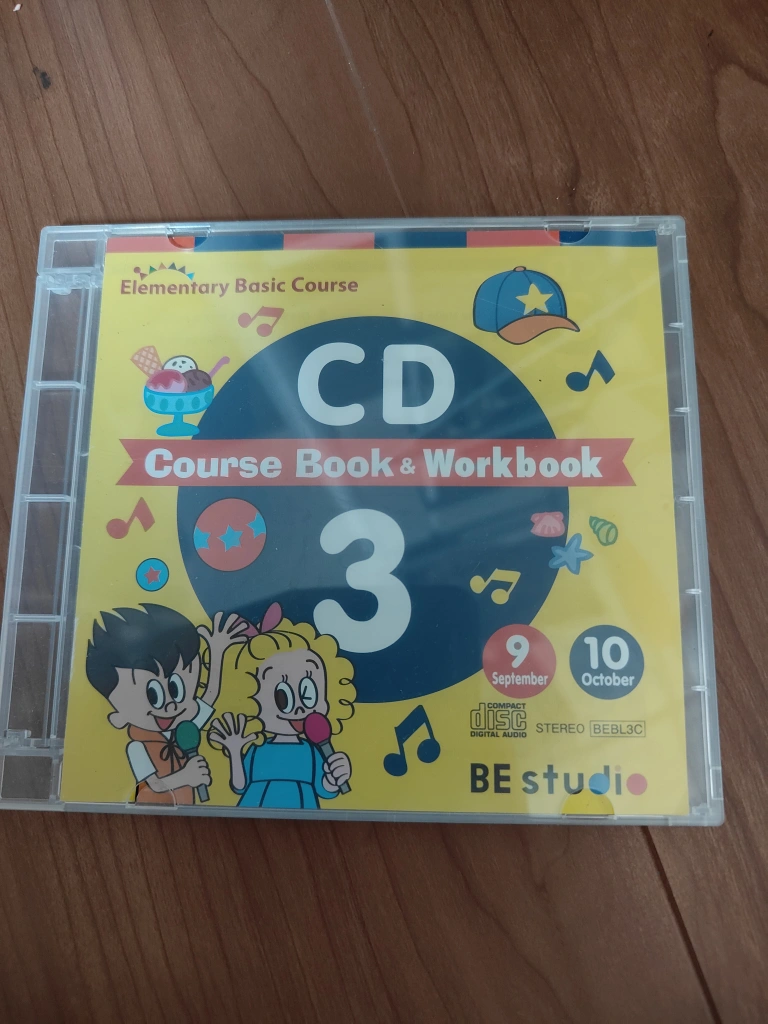 Elementary Basic Course
CD
Course Book & Workbook
3
9
September
10
October
COMPACT
disc
DIGITAL AUDIO
STEREO BEBL3C
BE studio